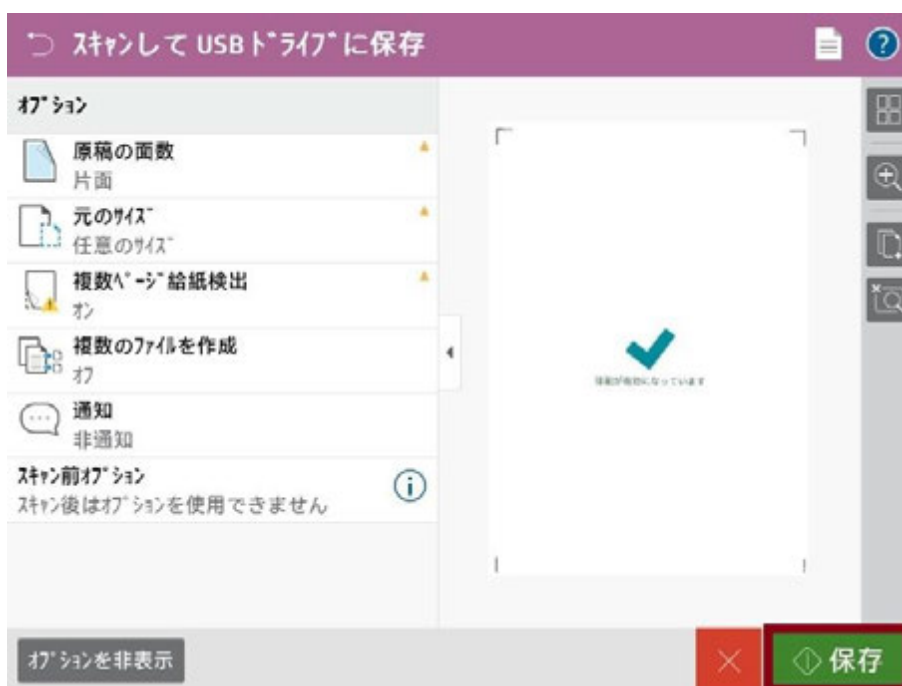 ｽｷｬﾝして USB ﾄﾞﾗｲﾌﾞに保存
?
ｵﾌﾟｼｮﾝ
原稿の面数
片面
元のｻｲｽﾞ
任意のｻｲｽﾞ
複数ﾍﾟｰｼﾞ給紙検出
ｵﾝ
複数のﾌｧｲﾙを作成
ｵﾌ
通知
非通知
ｽｷｬﾝ前ｵﾌﾟｼｮﾝ
ｽｷｬﾝ後はｵﾌﾟｼｮﾝを使用できません
ｵﾌﾟｼｮﾝを非表示
保存